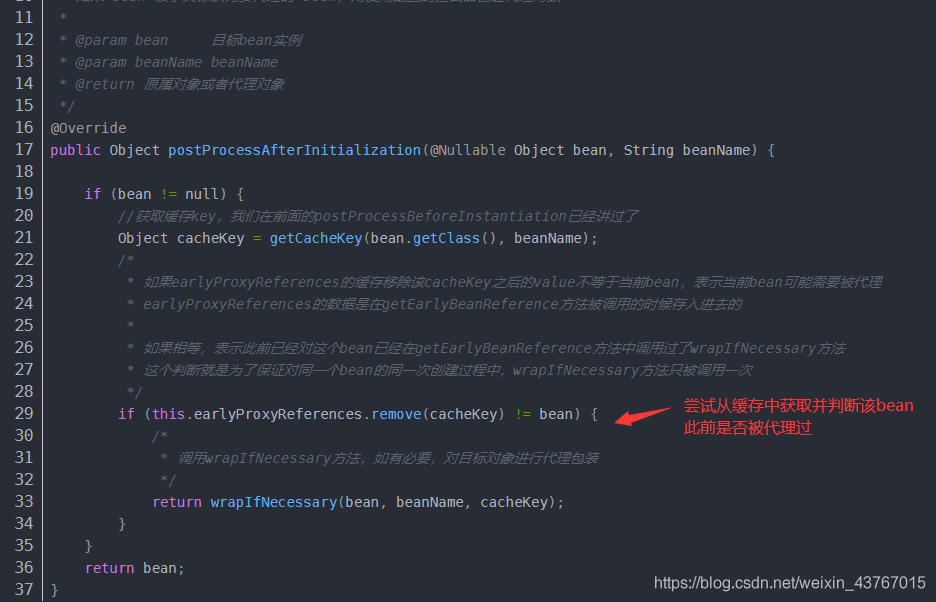 11 *
12 * @param bean 目标bean实例
13 * @param beanName beanName
14 * @return 原属对象或者代理对象
15 */
16 @Override
17 public Object postProcessAfterInitialization(@Nullable Object bean, String beanName) {
18
19 if (bean != null) {
20 //获取缓存key，我们在前面的postProcessBeforeInstantiation已经讲过了
21 Object cacheKey = getCacheKey(bean.getClass(), beanName);
22 /*
23 * 如果earlyProxyReferences的缓存移除该cacheKey之后的value不等于当前bean，表示当前bean可能需要被代理
24 * earlyProxyReferences的数据是在getEarlyBeanReference方法被调用的时候存入进去的
25 *
26 * 如果相等，表示此前已经对这个bean已经在getEarlyBeanReference方法中调用过了wrapIfNecessary方法
27 * 这个判断就是为了保证对同一个bean的同一次创建过程中，wrapIfNecessary方法只被调用一次
28 */
29 if (this.earlyProxyReferences.remove(cacheKey) != bean) {
尝试从缓存中获取并判断该bean
此前是否被代理过
30 /*
31 * 调用wrapIfNecessary方法，如有必要，对目标对象进行代理包装
32 */
33 return wrapIfNecessary(bean, beanName, cacheKey);
34 }
35 }
36 return bean;
37 }
https://blog.csdn.net/weixin_43767015